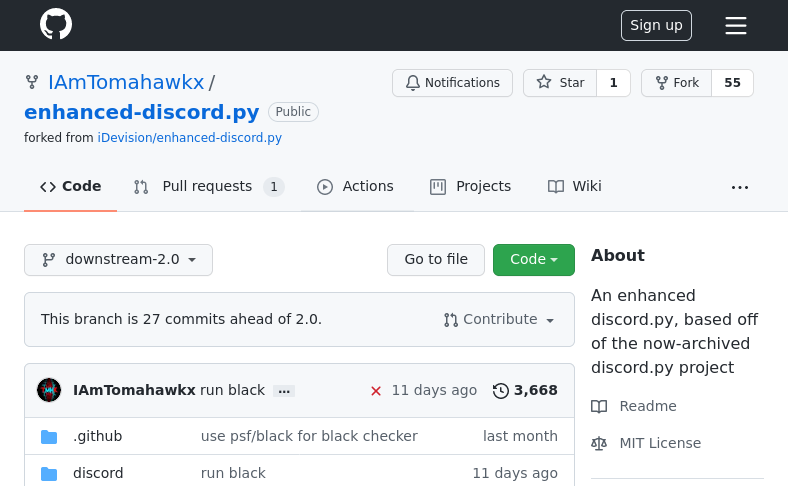 Sign up
IAmTomahawkx /
enhanced-discord.py Public
forked from iDevision/enhanced-discord.py
Notifications
Star 1
Fork 55
Code
Pull requests 1
Actions
Projects
Wiki
downstream-2.0
Go to file
Code
This branch is 27 commits ahead of 2.0.
Contribute
IAmTomahawkx run black ... 11 days ago 3,668
.github use psf/black for black checker last month
discord run black 11 days ago
About
An enhanced
discord.py, based off
of the now-archived
discord.py project
Readme
MIT License